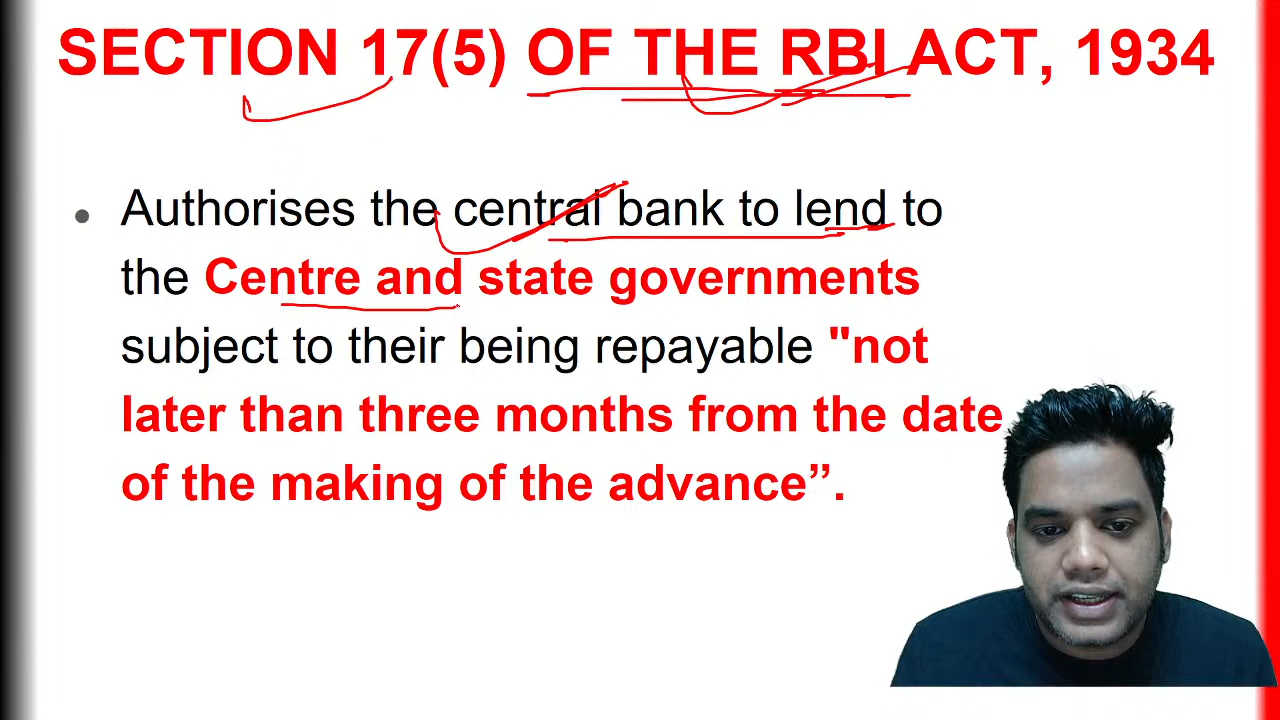 SECTION 17(5) OF THE RBI ACT, 1934
• Authorises the central bank to lend to
the Centre and state governments
subject to their being repayable "not
later than three months from the date
of the making of the advance”.